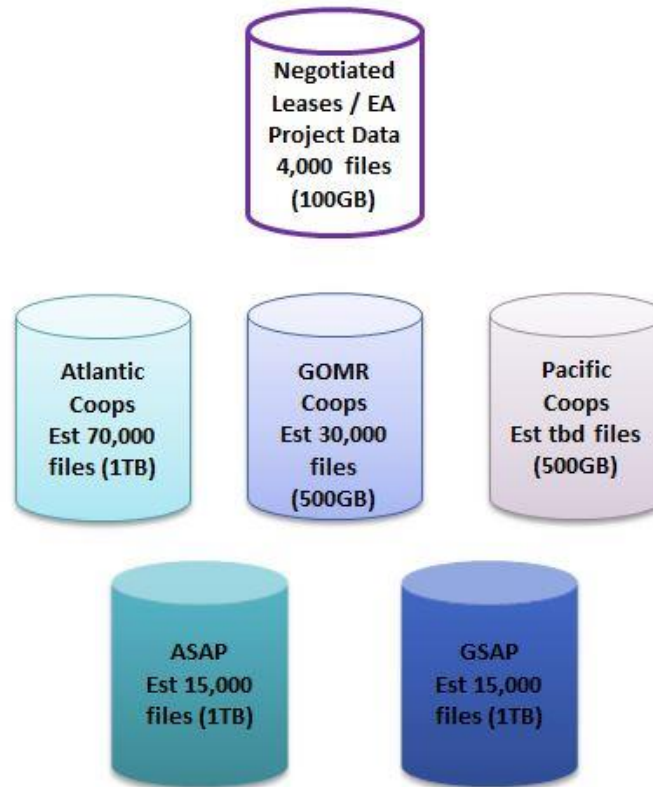 Negotiated
Leases / EA
Project Data
4,000 files
(100GB)
Atlantic
Coops
Est 70,000
files (1TB)
GOMR
Coops
Est 30,000
files
(500GB)
Pacific
Coops
Est tbd files
(500GB)
ASAP
Est 15,000
files (1TB)
GSAP
Est 15,000
files (1TB)